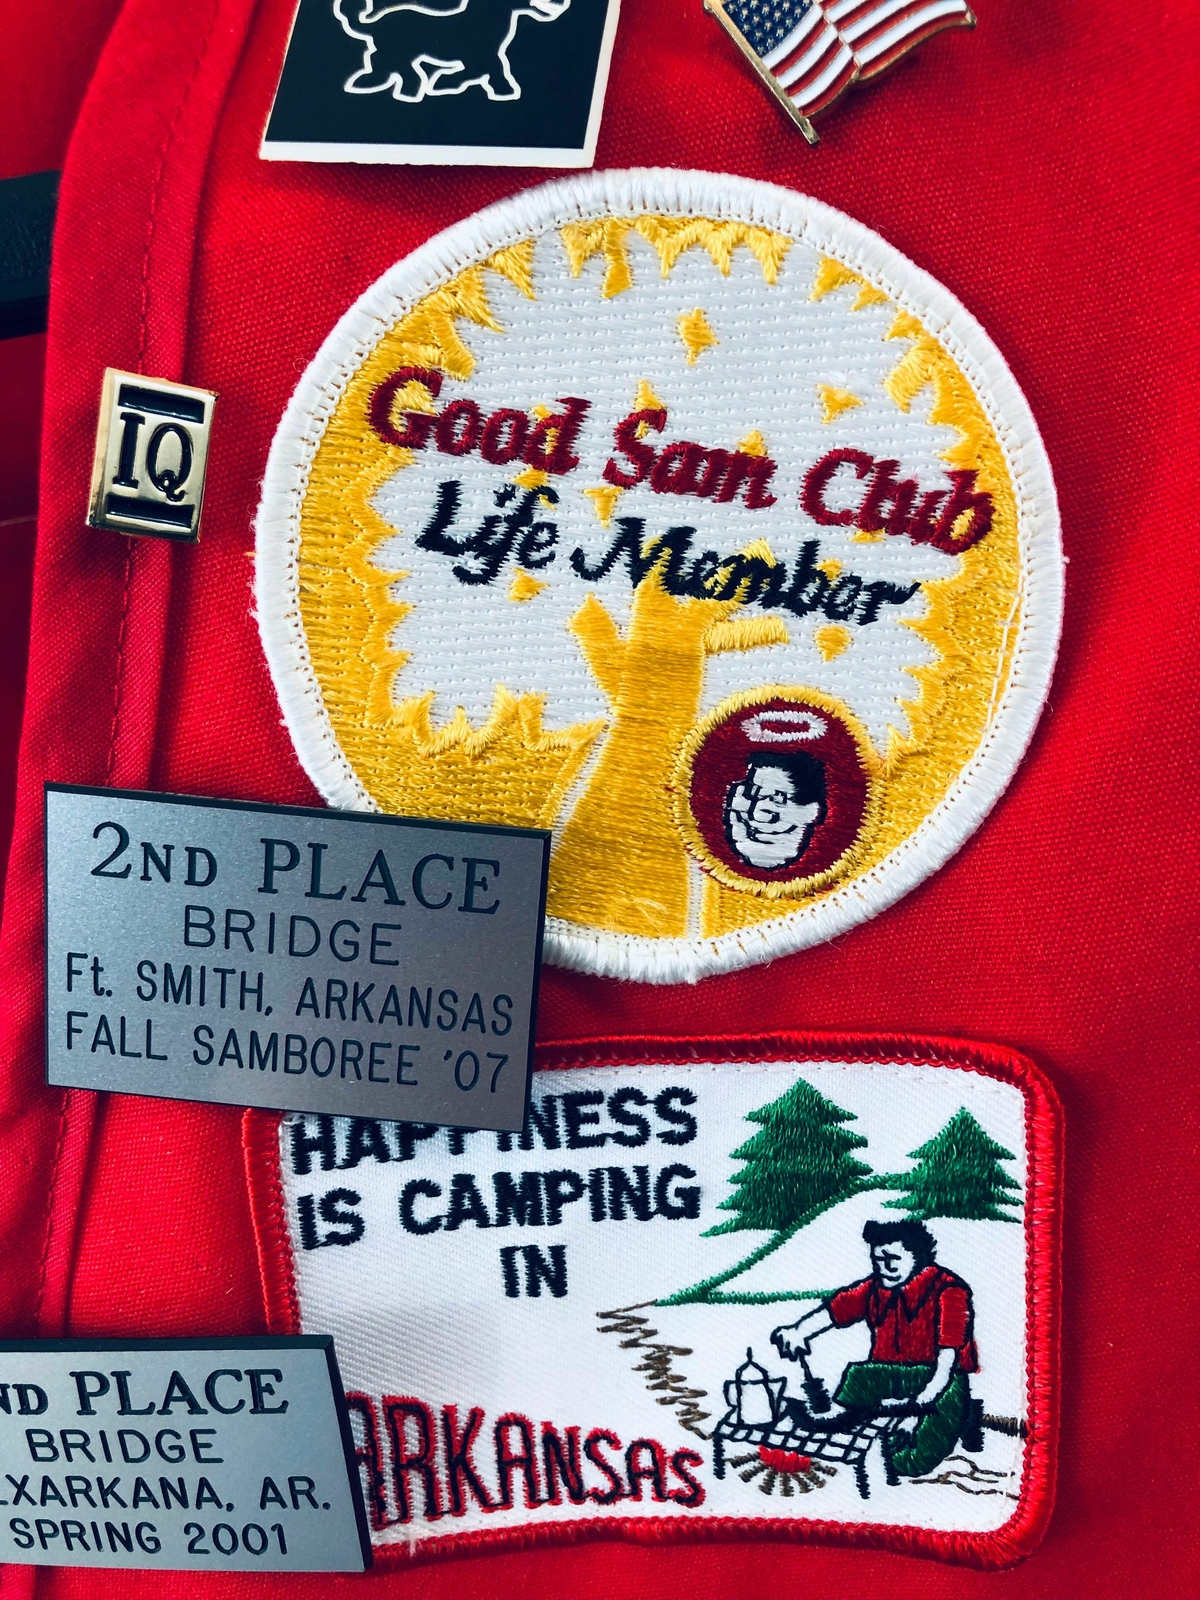 IQ
Good Sam Club
Life Member
2ND PLACE
BRIDGE
Ft. SMITH, ARKANSAS
FALL SAMBOREE '07
HAPPINESS
IS CAMPING
IN
ARKANSAS
ND PLACE
BRIDGE
EXARKANA, AR.
SPRING 2001